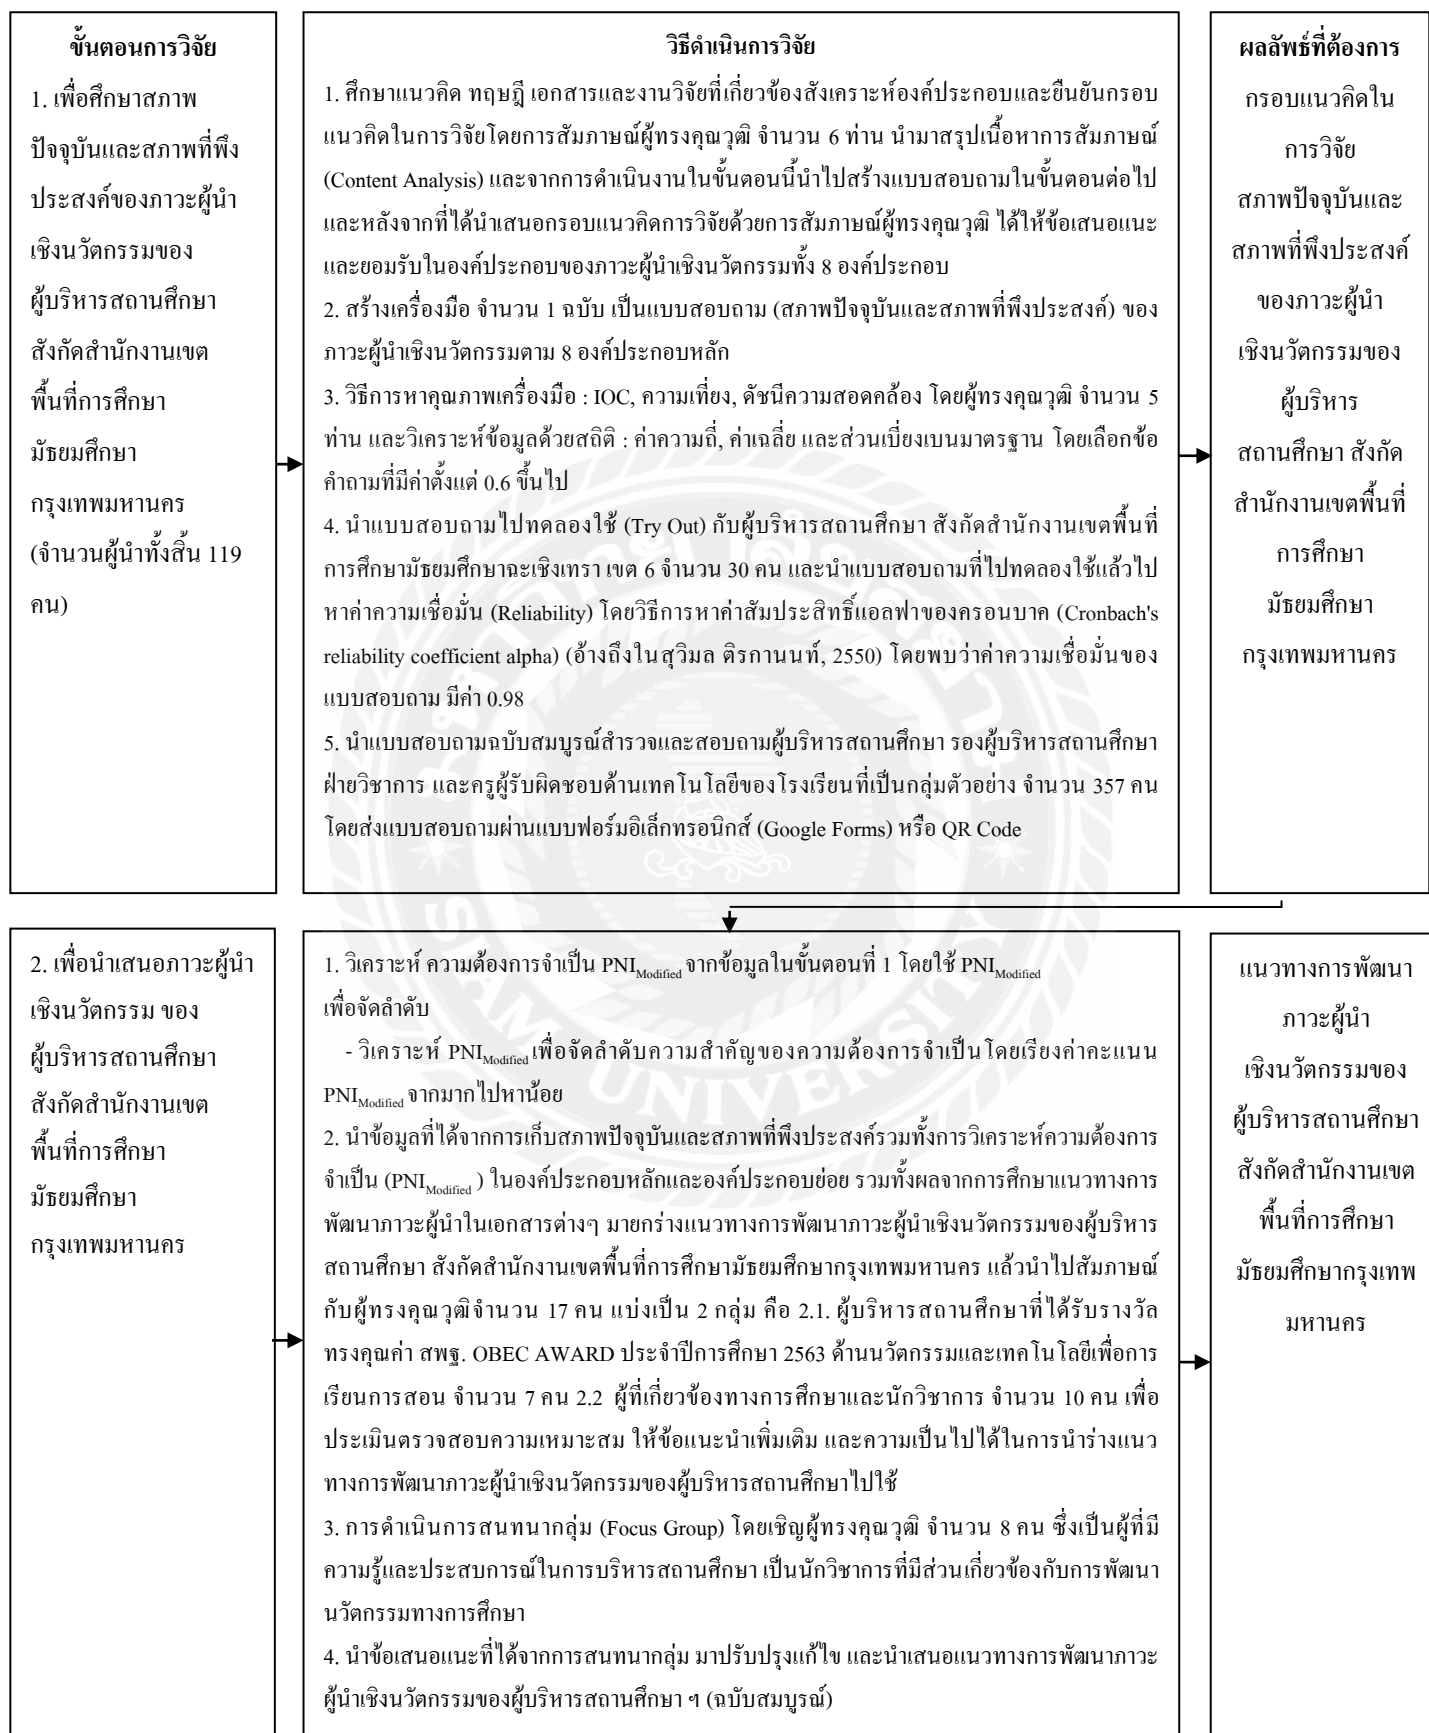 ขั้นตอนการวิจัย
1. เพื่อศึกษาสภาพ
ปัจจุบันและสภาพที่พึง
ประสงค์ของภาวะผู้นำ
เชิงนวัตกรรมของ
ผู้บริหารสถานศึกษา
สังกัดสำนักงานเขต
พื้นที่การศึกษา
มัธยมศึกษา
กรุงเทพมหานคร
(จำนวนผู้นำทั้งสิ้น 119
คน)
วิธีดำเนินการวิจัย
1. ศึกษาแนวคิด ทฤษฎี เอกสารและงานวิจัยที่เกี่ยวข้องสังเคราะห์องค์ประกอบและยืนยันกรอบ
แนวคิดในการวิจัยโดยการสัมภาษณ์ผู้ทรงคุณวุฒิ จำนวน 6 ท่าน นำมาสรุปเนื้อหาการสัมภาษณ์
(Content Analysis) และจากการดำเนินงานในขั้นตอนนี้นำไปสร้างแบบสอบถามในขั้นตอนต่อไป
และหลังจากที่ได้นำเสนอกรอบแนวคิดการวิจัยด้วยการสัมภาษณ์ผู้ทรงคุณวุฒิ ได้ให้ข้อเสนอแนะ
และยอมรับในองค์ประกอบของภาวะผู้นำเชิงนวัตกรรมทั้ง 8 องค์ประกอบ
2. สร้างเครื่องมือ จำนวน 1 ฉบับ เป็นแบบสอบถาม (สภาพปัจจุบันและสภาพที่พึงประสงค์) ของ
ภาวะผู้นำเชิงนวัตกรรมตาม 8 องค์ประกอบหลัก
3. วิธีการหาคุณภาพเครื่องมือ : IOC, ความเที่ยง, ดัชนีความสอดคล้อง โดยผู้ทรงคุณวุฒิ จำนวน 5
ท่าน และวิเคราะห์ข้อมูลด้วยสถิติ : ค่าความถี่, ค่าเฉลี่ย และส่วนเบี่ยงเบนมาตรฐาน โดยเลือกข้อ
คำถามที่มีค่าตั้งแต่ 0.6 ขึ้นไป
4. นำแบบสอบถามไปทดลองใช้ (Try Out) กับผู้บริหารสถานศึกษา สังกัดสำนักงานเขตพื้นที่
การศึกษามัธยมศึกษาฉะเชิงเทรา เขต 6 จำนวน 30 คน และนำแบบสอบถามที่ไปทดลองใช้แล้วไป
หาค่าความเชื่อมั่น (Reliability) โดยวิธีการหาค่าสัมประสิทธิ์แอลฟาของครอนบาค (Cronbach's
reliability coefficient alpha) (อ้างถึงในสุวิมล ติรกานนท์, 2550) โดยพบว่าค่าความเชื่อมั่นของ
แบบสอบถาม มีค่า 0.98
5. นำแบบสอบถามฉบับสมบูรณ์สำรวจและสอบถามผู้บริหารสถานศึกษา รองผู้บริหารสถานศึกษา
ฝ่ายวิชาการ และครูผู้รับผิดชอบด้านเทคโนโลยีของโรงเรียนที่เป็นกลุ่มตัวอย่าง จำนวน 357 คน
โดยส่งแบบสอบถามผ่านแบบฟอร์มอิเล็กทรอนิกส์ (Google Forms) หรือ QR Code
ผลลัพธ์ที่ต้องการ
กรอบแนวคิดใน
การวิจัย
สภาพปัจจุบันและ
สภาพที่พึงประสงค์
ของภาวะผู้นำ
เชิงนวัตกรรมของ
ผู้บริหาร
สถานศึกษา สังกัด
สำนักงานเขตพื้นที่
การศึกษา
มัธยมศึกษา
กรุงเทพมหานคร
2. เพื่อนำเสนอภาวะผู้นำ
เชิงนวัตกรรม ของ
ผู้บริหารสถานศึกษา
สังกัดสำนักงานเขต
พื้นที่การศึกษา
มัธยมศึกษา
กรุงเทพมหานคร
1. วิเคราะห์ ความต้องการจำเป็น PNI Modified จากข้อมูลในขั้นตอนที่ 1 โดยใช้ PNI Modified
เพื่อจัดลำดับ
- วิเคราะห์ PNI Modified เพื่อจัดลำดับความสำคัญของความต้องการจำเป็นโดยเรียงค่าคะแนน
PNI Modified จากมากไปหาน้อย
2. นำข้อมูลที่ได้จากการเก็บสภาพปัจจุบันและสภาพที่พึงประสงค์รวมทั้งการวิเคราะห์ความต้องการ
จำเป็น (PNI Modified ) ในองค์ประกอบหลักและองค์ประกอบย่อย รวมทั้งผลจากการศึกษาแนวทางการ
พัฒนาภาวะผู้นำในเอกสารต่างๆ มายกร่างแนวทางการพัฒนาภาวะผู้นำเชิงนวัตกรรมของผู้บริหาร
สถานศึกษา สังกัดสำนักงานเขตพื้นที่การศึกษามัธยมศึกษากรุงเทพมหานคร แล้วนำไปสัมภาษณ์
กับผู้ทรงคุณวุฒิจำนวน 17 คน แบ่งเป็น 2 กลุ่ม คือ 2.1. ผู้บริหารสถานศึกษาที่ได้รับรางวัล
ทรงคุณค่า สพฐ. OBEC AWARD ประจำปีการศึกษา 2563 ด้านนวัตกรรมและเทคโนโลยีเพื่อการ
เรียนการสอน จำนวน 7 คน 2.2 ผู้ที่เกี่ยวข้องทางการศึกษาและนักวิชาการ จำนวน 10 คน เพื่อ
ประเมินตรวจสอบความเหมาะสม ให้ข้อแนะนำเพิ่มเติม และความเป็นไปได้ในการนำร่างแนว
ทางการพัฒนาภาวะผู้นำเชิงนวัตกรรมของผู้บริหารสถานศึกษาไปใช้
3. การดำเนินการสนทนากลุ่ม (Focus Group) โดยเชิญผู้ทรงคุณวุฒิ จำนวน 8 คน ซึ่งเป็นผู้ที่มี
ความรู้และประสบการณ์ในการบริหารสถานศึกษา เป็นนักวิชาการที่มีส่วนเกี่ยวข้องกับการพัฒนา
นวัตกรรมทางการศึกษา
4. นำข้อเสนอแนะที่ได้จากการสนทนากลุ่ม มาปรับปรุงแก้ไข และนำเสนอแนวทางการพัฒนาภาวะ
ผู้นำเชิงนวัตกรรมของผู้บริหารสถานศึกษา ฯ (ฉบับสมบูรณ์)
แนวทางการพัฒนา
ภาวะผู้นำ
เชิงนวัตกรรมของ
ผู้บริหารสถานศึกษา
สังกัดสำนักงานเขต
พื้นที่การศึกษา
มัธยมศึกษากรุงเทพ
มหานคร
SIAM UNIVERSITY